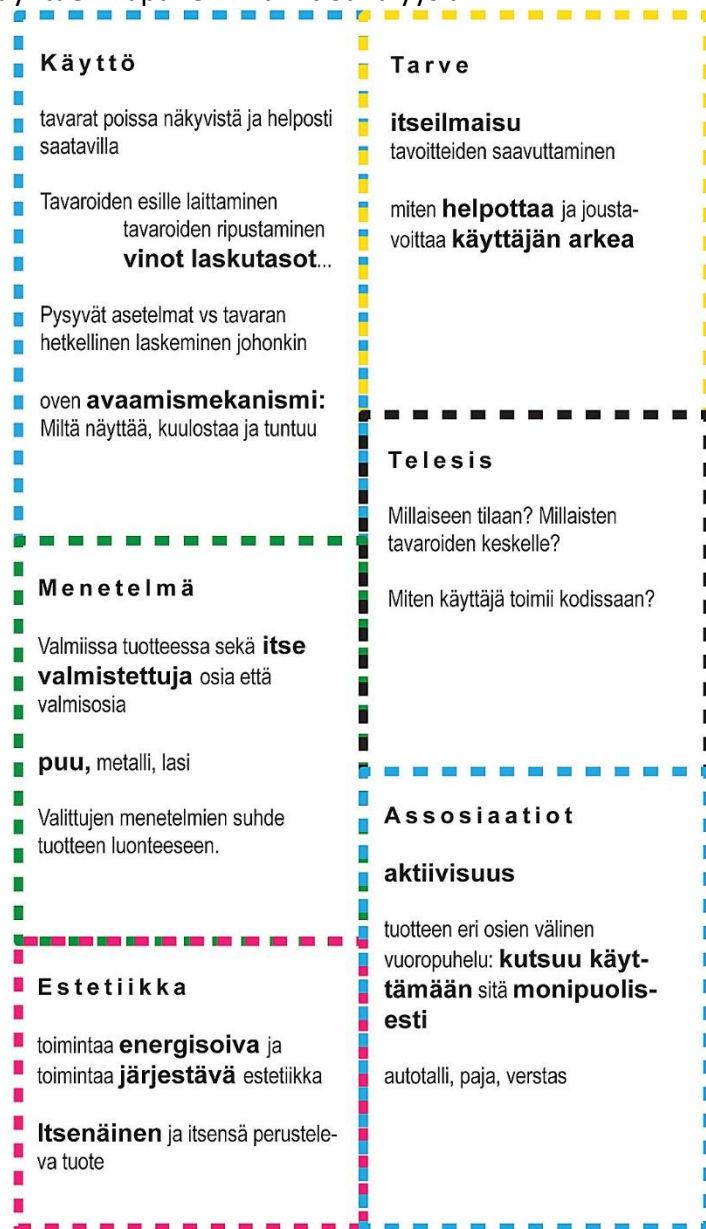 Käyttö
tavarat poissa näkyvistä ja helposti
saatavilla
Tavaroiden esille laittaminen
tavaroiden ripustaminen
vinot laskutasot...
Pysyvät asetelmat vs tavaran
hetkellinen laskeminen johonkin
oven avaamismekanismi:
Miltä näyttää, kuulostaa ja tuntuu
Menetelmä
Valmiissa tuotteessa sekä itse
valmistettuja osia että
valmisosia
puu, metalli, lasi
Valittujen menetelmien suhde
tuotteen luonteeseen.
Estetiikka
toimintaa energisoiva ja
toimintaa järjestävä estetiikka
Itsenäinen ja itsensä perustele-
va tuote
Tarve
itseilmaisu
tavoitteiden saavuttaminen
miten helpottaa ja jousta-
voittaa käyttäjän arkea
Telesis
Millaiseen tilaan? Millaisten
tavaroiden keskelle?
Miten käyttäjä toimii kodissaan?
Assosiaatiot
aktiivisuus
tuotteen eri osien välinen
vuoropuhelu: kutsuu käyt-
tämään sitä monipuolis-
esti
autotalli, paja, verstas